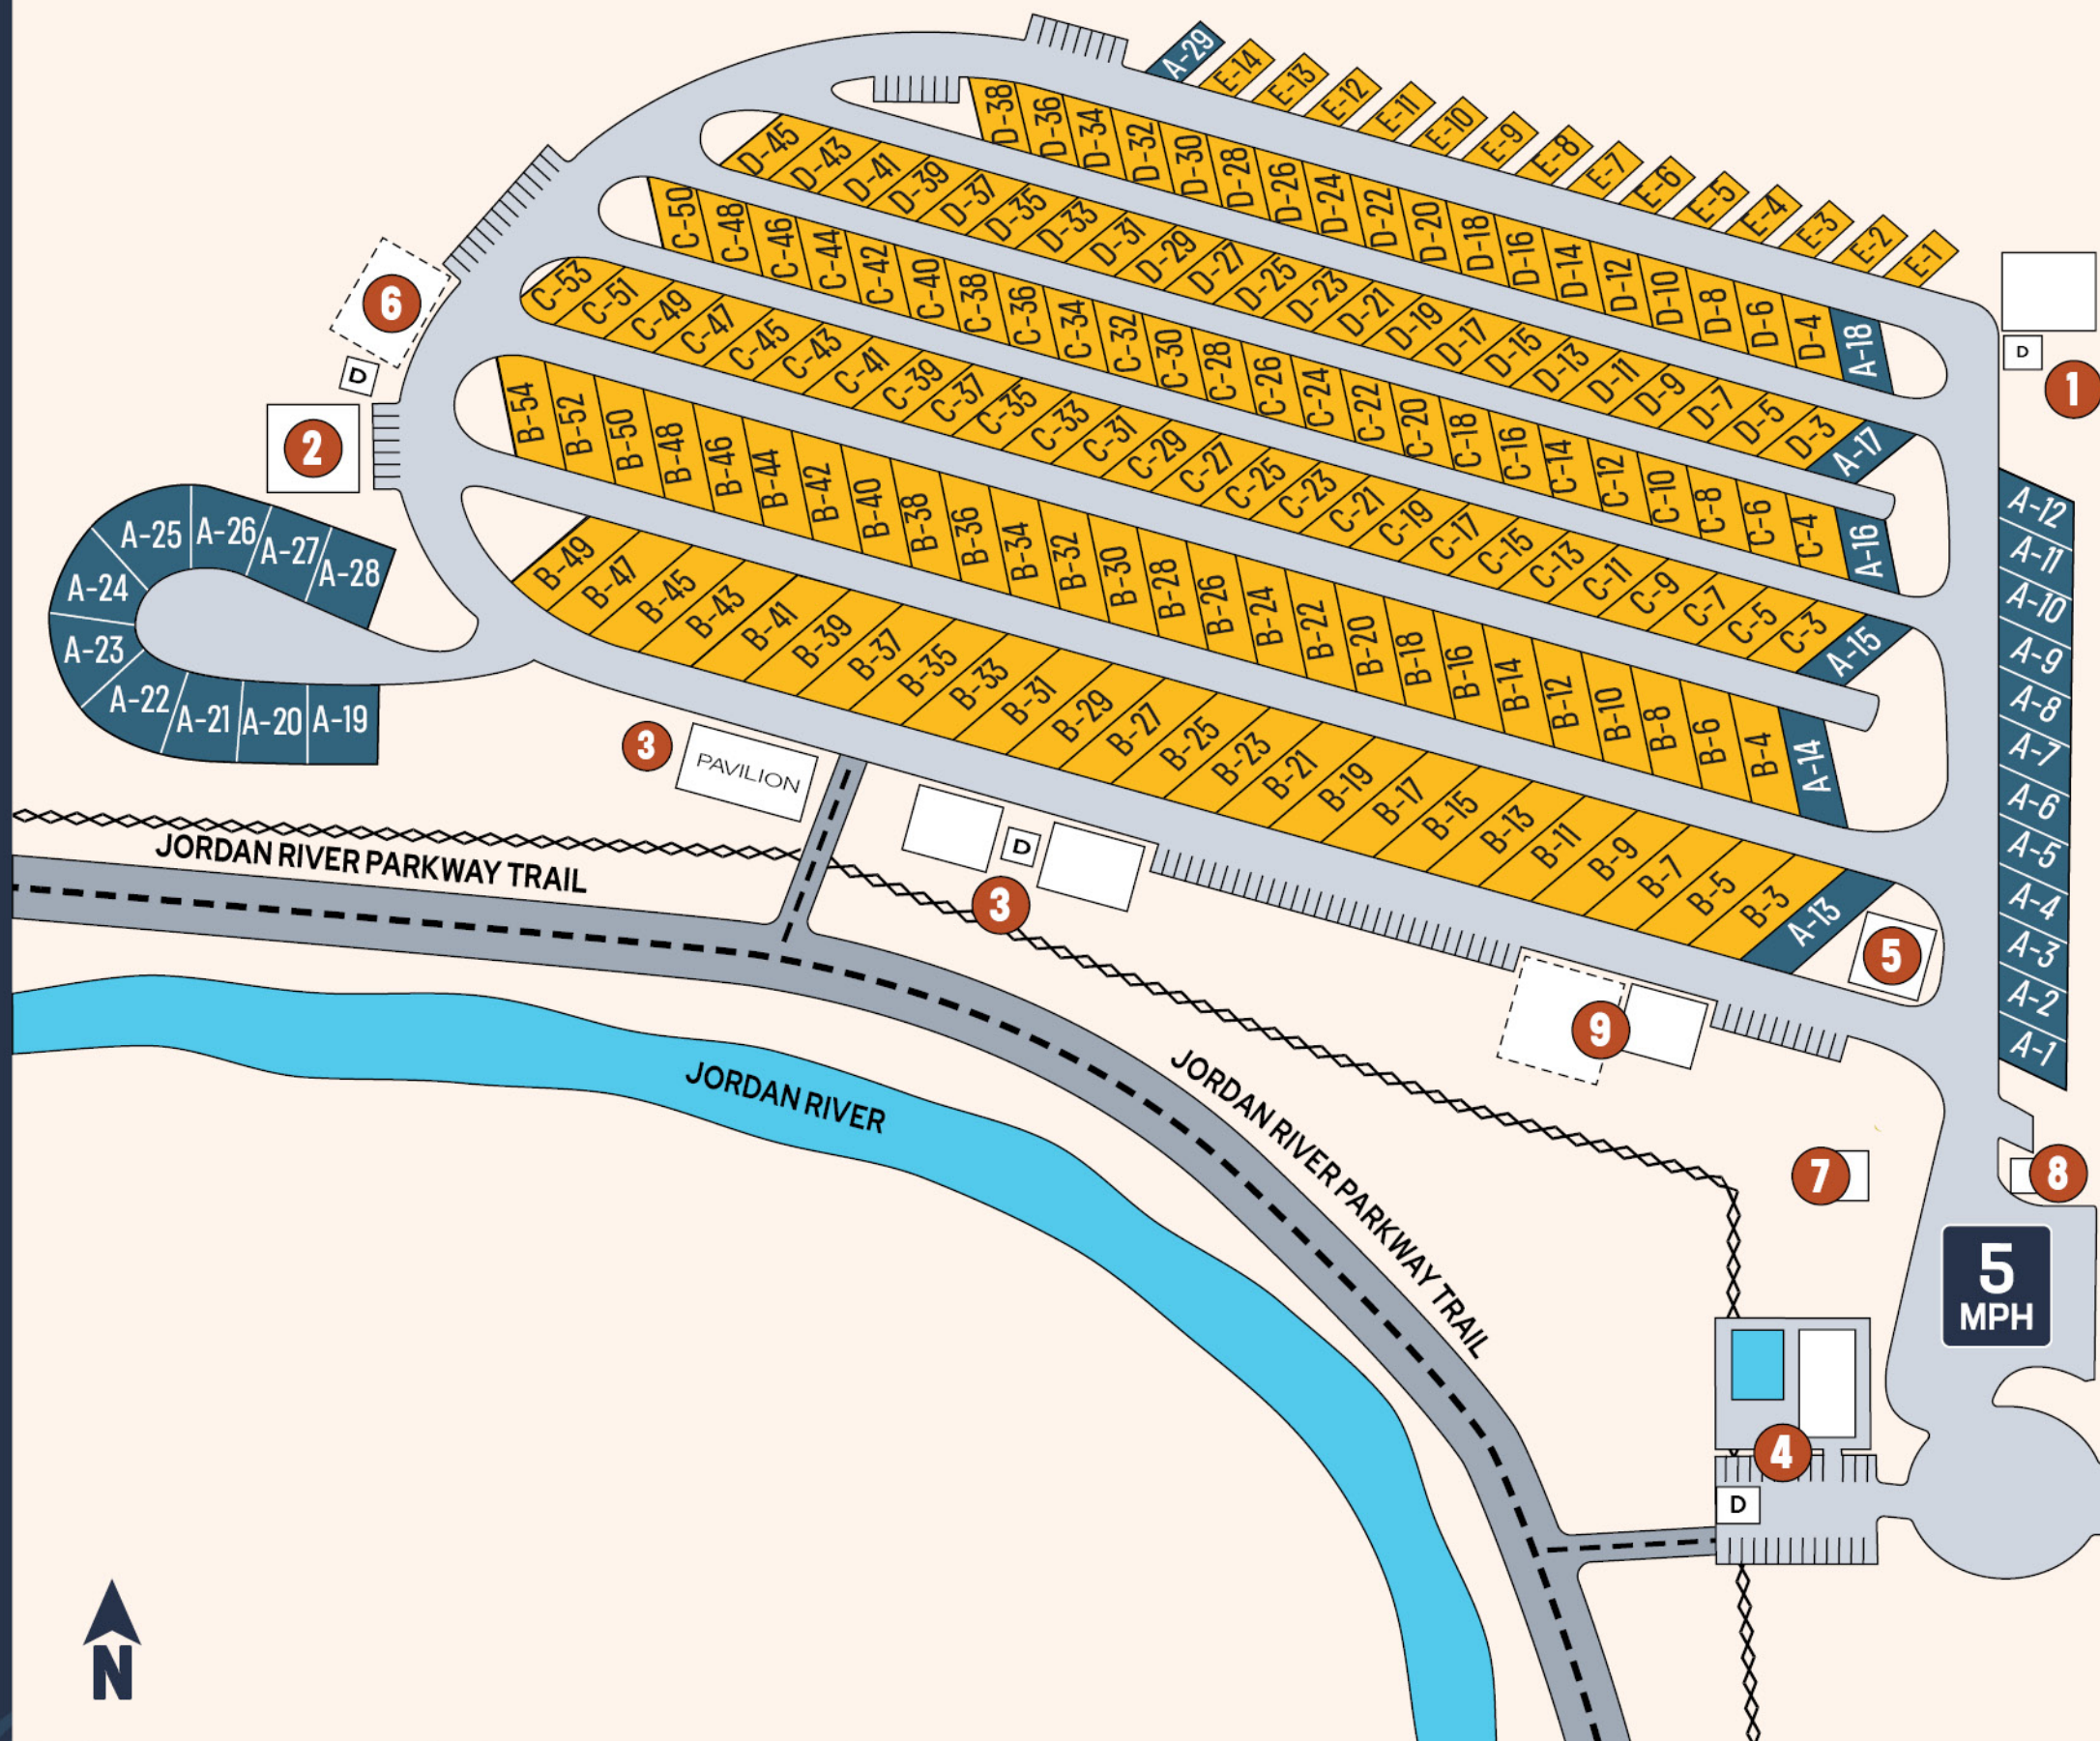 A-29
E-14
E-13
E-12
E-11
E-10
E-9
E-8
E-7
E-6
E-5
E-4
E-3
E-2
E-1
D-38
D-36
D-34
D-32
D-30
D-28
D-26
D-24
D-22
D-20
D-18
D-16
D-14
D-12
D-10
D-8
D-6
D-4
A-18
D-45
D-43
D-41
D-39
D-37
D-35
D-33
D-31
D-29
D-27
D-25
D-23
D-21
D-19
D-17
D-15
D-13
D-11
D-9
D-7
D-5
D-3
A-17
C-50
C-48
C-46
C-44
C-42
C-40
C-38
C-36
C-34
C-32
C-30
C-28
C-26
C-24
C-22
C-20
C-18
C-16
C-14
C-12
C-10
C-8
C-6
C-4
A-16
C-53
C-51
C-49
C-47
C-45
C-43
C-41
C-39
C-37
C-35
C-33
C-31
C-29
C-27
C-25
C-23
C-21
C-19
C-17
C-15
C-13
C-11
C-9
C-7
C-5
C-3
A-15
B-54
B-52
B-50
B-48
B-46
B-44
B-42
B-40
B-38
B-36
B-34
B-32
B-30
B-28
B-26
B-24
B-22
B-20
B-18
B-16
B-14
B-12
B-10
B-8
B-6
B-4
A-14
B-49
B-47
B-45
B-43
B-41
B-39
B-37
B-35
B-33
B-31
B-29
B-27
B-25
B-23
B-21
B-19
B-17
B-15
B-13
B-11
B-9
B-7
B-5
B-3
A-13
D
1
A-12
A-11
A-10
A-9
A-8
A-7
A-6
A-5
A-4
A-3
A-2
A-1
6
D
2
A-25
A-26
A-27
A-28
A-24
A-23
A-22
A-21
A-20
A-19
3
PAVILION
D
3
5
9
7
8
JORDAN RIVER PARKWAY TRAIL
JORDAN RIVER
JORDAN RIVER PARKWAY TRAIL
5
MPH
4
D
N